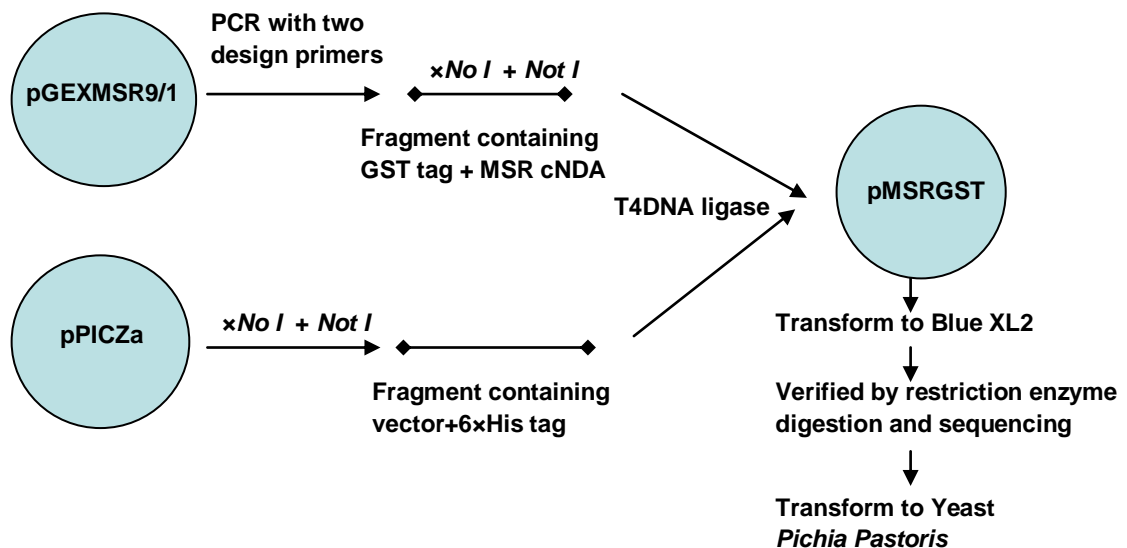 PCR with two
design primers
pGEXMSR9/1
×No I + Not I
Fragment containing
GST tag + MSR cNDA
T4DNA ligase
pMSRGST
pPICZa
×No I + Not I
Fragment containing
vector+6×His tag
Transform to Blue XL2
Verified by restriction enzyme
digestion and sequencing
Transform to Yeast
Pichia Pastoris